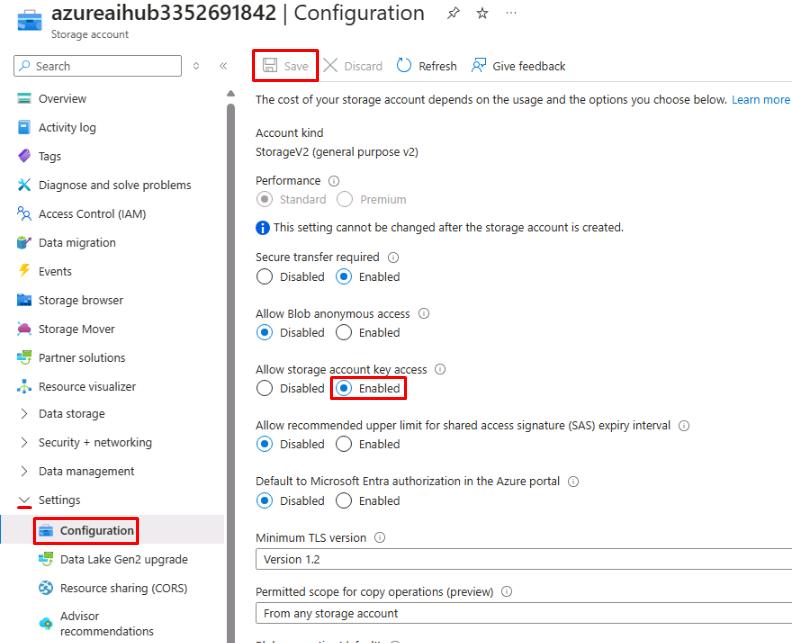 azureaihub3352691842 | Configuration
Storage account
Search
Save Discard Refresh Give feedback
Overview
Activity log
Tags
Diagnose and solve problems
Access Control (IAM)
Data migration
Events
Storage browser
Storage Mover
Partner solutions
Resource visualizer
Data storage
Security + networking
Data management
Settings
Configuration
Data Lake Gen2 upgrade
Resource sharing (CORS)
Advisor
recommendations
The cost of your storage account depends on the usage and the options you choose below. Learn more
Account kind
StorageV2 (general purpose v2)
Performance
Standard Premium
This setting cannot be changed after the storage account is created.
Secure transfer required
Disabled Enabled
Allow Blob anonymous access
Disabled Enabled
Allow storage account key access
Disabled Enabled
Allow recommended upper limit for shared access signature (SAS) expiry interval
Disabled Enabled
Default to Microsoft Entra authorization in the Azure portal
Disabled Enabled
Minimum TLS version
Version 1.2
Permitted scope for copy operations (preview)
From any storage account